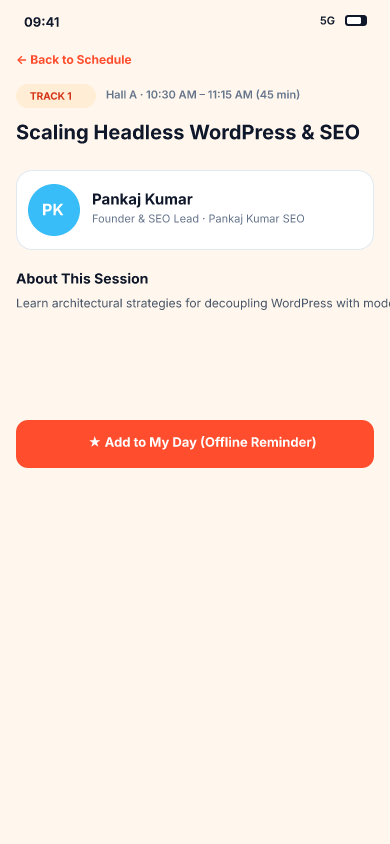 09:41
5G
← Back to Schedule
TRACK 1
Hall A · 10:30 AM – 11:15 AM (45 min)
Scaling Headless WordPress & SEO
PK
Pankaj Kumar
Founder & SEO Lead · Pankaj Kumar SEO
About This Session
Learn architectural strategies for decoupling WordPress with mod
★ Add to My Day (Offline Reminder)